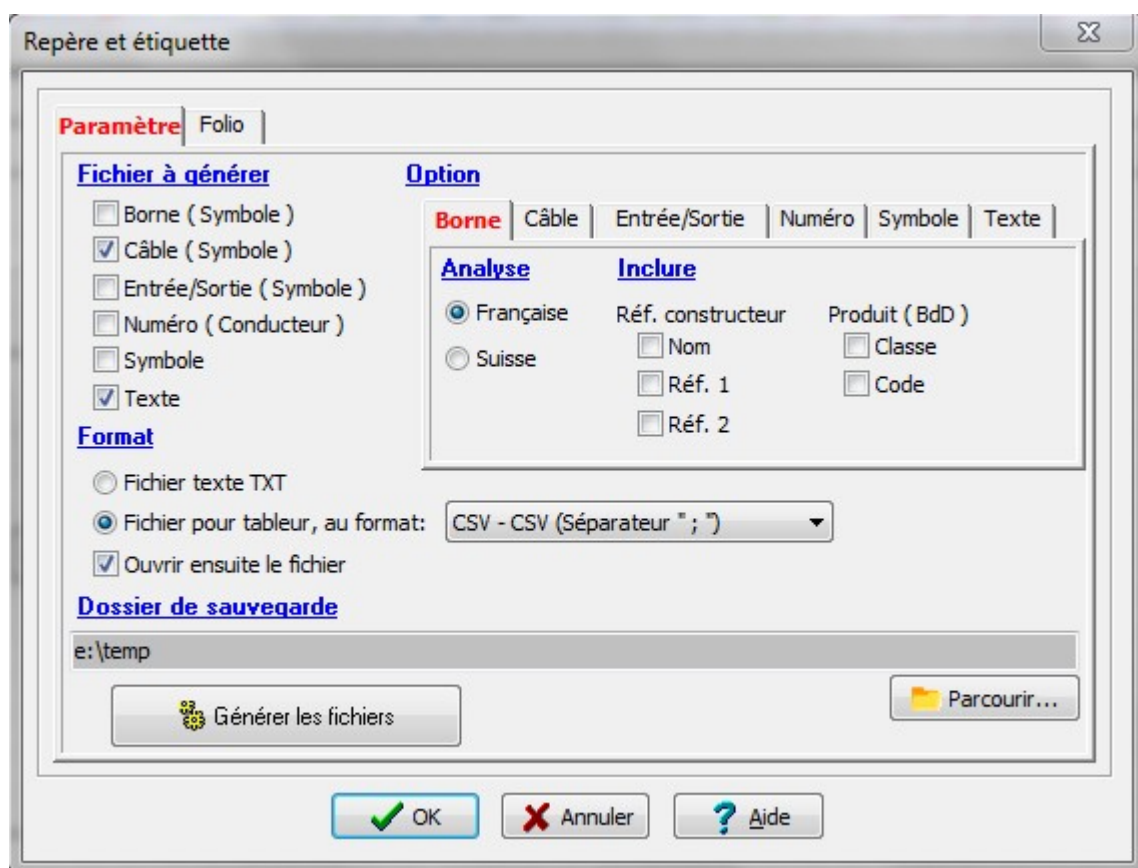 Repère et étiquette
Paramètre Folio
Fichier à générer
Borne ( Symbole )
Câble ( Symbole )
Entrée/Sortie ( Symbole )
Numéro ( Conducteur )
Symbole
Texte
Option
Borne Câble Entrée/Sortie Numéro Symbole Texte
Analyse
Française
Suisse
Inclure
Réf. constructeur
Nom
Réf. 1
Réf. 2
Produit ( BdD )
Classe
Code
Format
Fichier texte TXT
Fichier pour tableur, au format: CSV - CSV (Séparateur " ; ")
Ouvrir ensuite le fichier
Dossier de sauvegarde
e:\temp
Générer les fichiers
Parcourir...
OK Annuler Aide